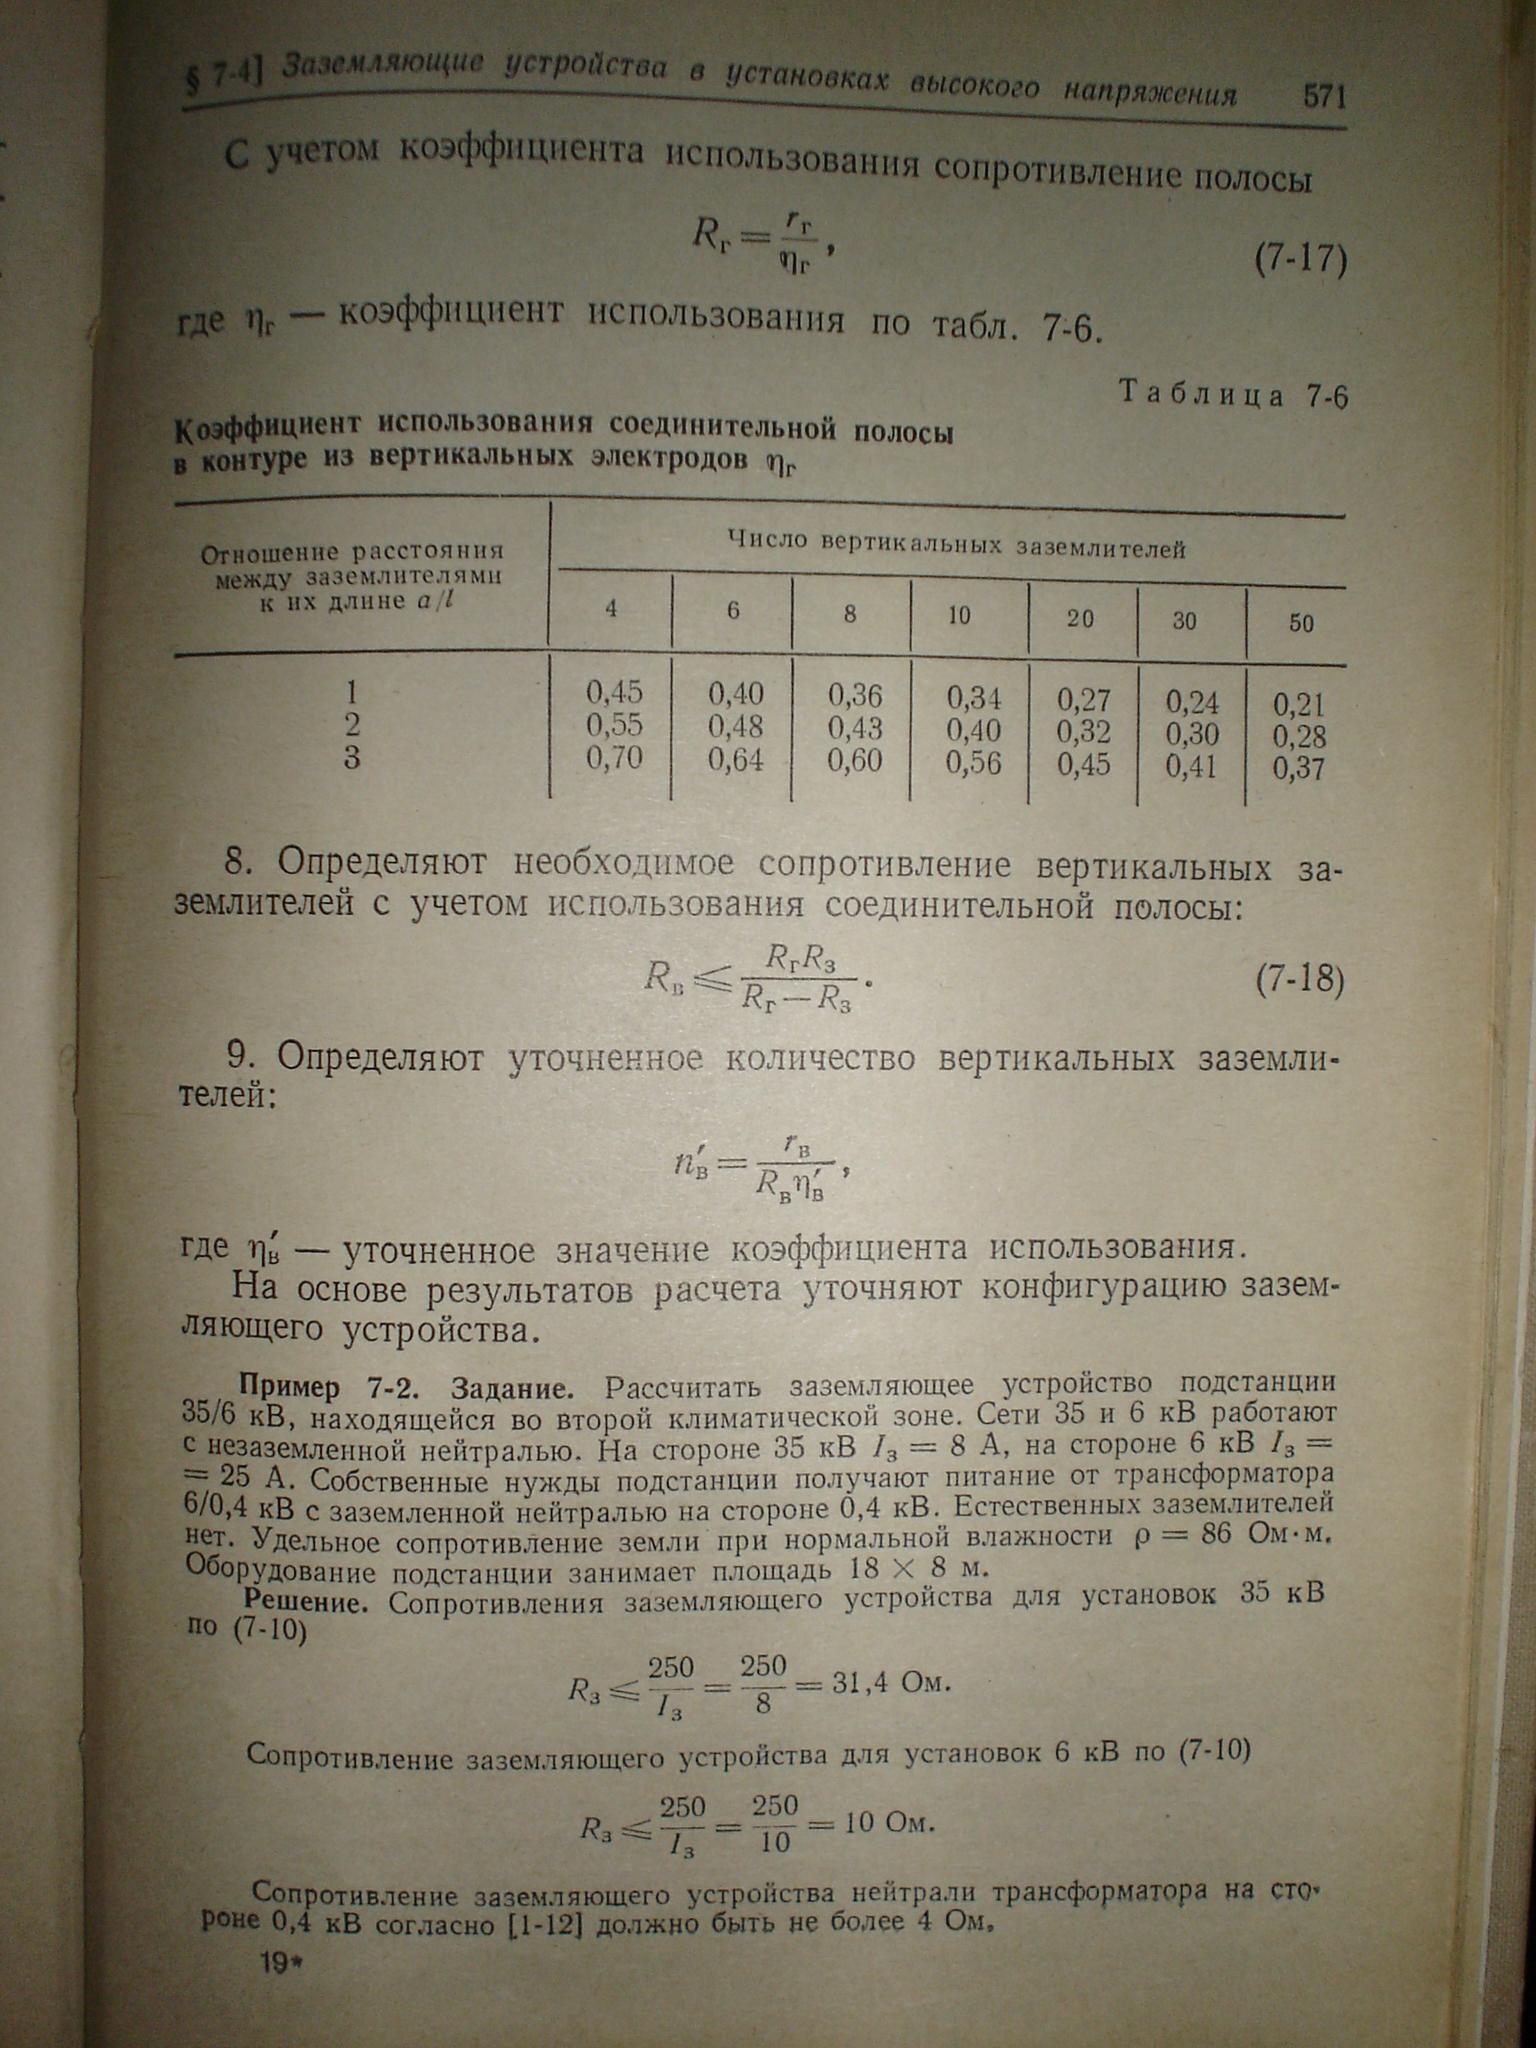 § 7-4] Заземляющие устройства в установках высокого напряжения 571
С учетом коэффициента использования сопротивление полосы
Rг = rг / ηг, (7-17)
где ηг — коэффициент использования по табл. 7-6.
Таблица 7-6
Коэффициент использования соединительной полосы
в контуре из вертикальных электродов ηг
Отношение расстояния
между заземлителями
к их длине a/l
Число вертикальных заземлителей
4 6 8 10 20 30 50
1 0,45 0,40 0,36 0,34 0,27 0,24 0,21
2 0,55 0,48 0,43 0,40 0,32 0,30 0,28
3 0,70 0,64 0,60 0,56 0,45 0,41 0,37
8. Определяют необходимое сопротивление вертикальных за-
землителей с учетом использования соединительной полосы:
Rв ≤ RгRз / (Rг — Rз). (7-18)
9. Определяют уточненное количество вертикальных заземли-
телей:
n′в = rв / (Rвη′в),
где η′в — уточненное значение коэффициента использования.
На основе результатов расчета уточняют конфигурацию зазем-
ляющего устройства.
Пример 7-2. Задание. Рассчитать заземляющее устройство подстанции
35/6 кВ, находящейся во второй климатической зоне. Сети 35 и 6 кВ работают
с незаземленной нейтралью. На стороне 35 кВ Iз = 8 А, на стороне 6 кВ Iз =
= 25 А. Собственные нужды подстанции получают питание от трансформатора
6/0,4 кВ с заземленной нейтралью на стороне 0,4 кВ. Естественных заземлителей
нет. Удельное сопротивление земли при нормальной влажности ρ = 86 Ом·м.
Оборудование подстанции занимает площадь 18 × 8 м.
Решение. Сопротивления заземляющего устройства для установок 35 кВ
по (7-10)
Rз ≤ 250 / Iз = 250 / 8 = 31,4 Ом.
Сопротивление заземляющего устройства для установок 6 кВ по (7-10)
Rз ≤ 250 / Iз = 250 / 10 = 10 Ом.
Сопротивление заземляющего устройства нейтрали трансформатора на сто-
роне 0,4 кВ согласно [1-12] должно быть не более 4 Ом.
19*